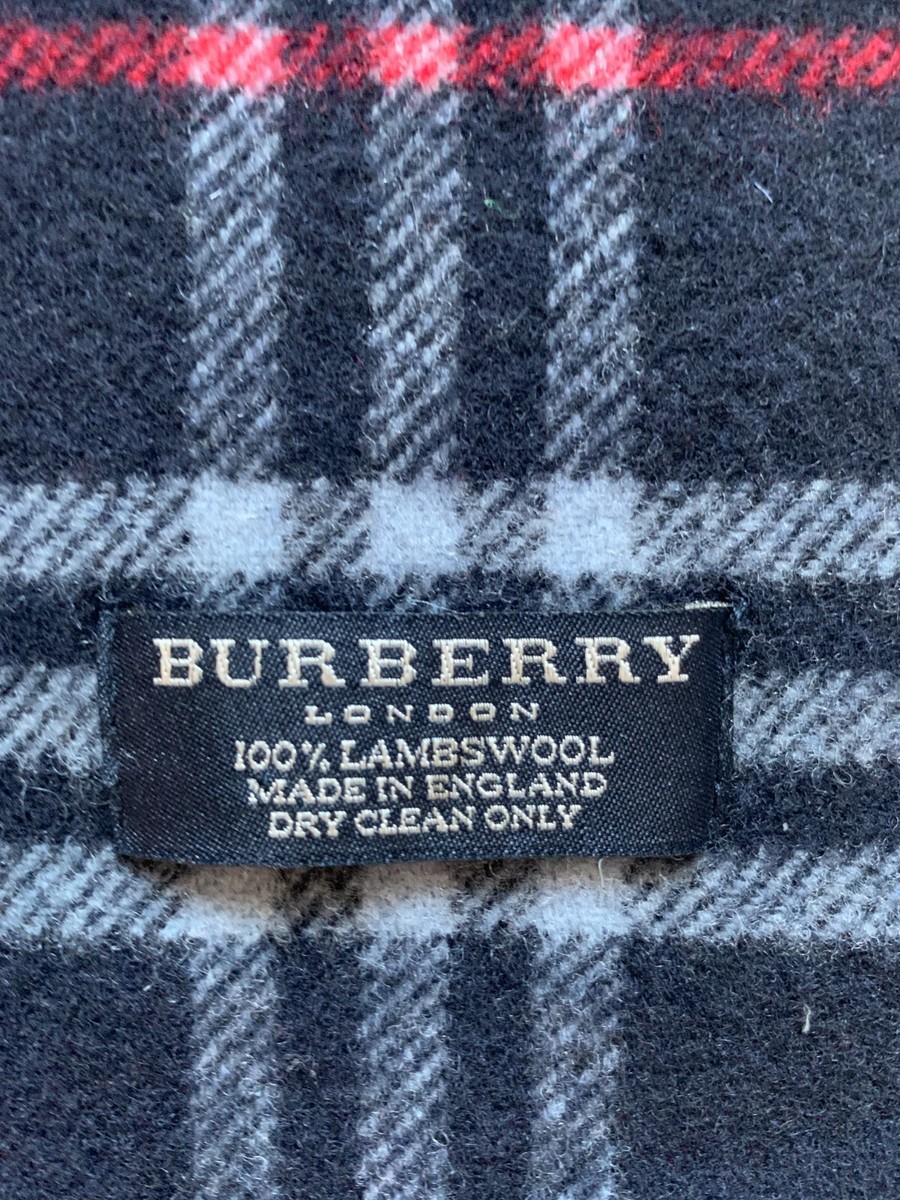 BURBERRY
LONDON
100% LAMBSWOOL
MADE IN ENGLAND
DRY CLEAN ONLY